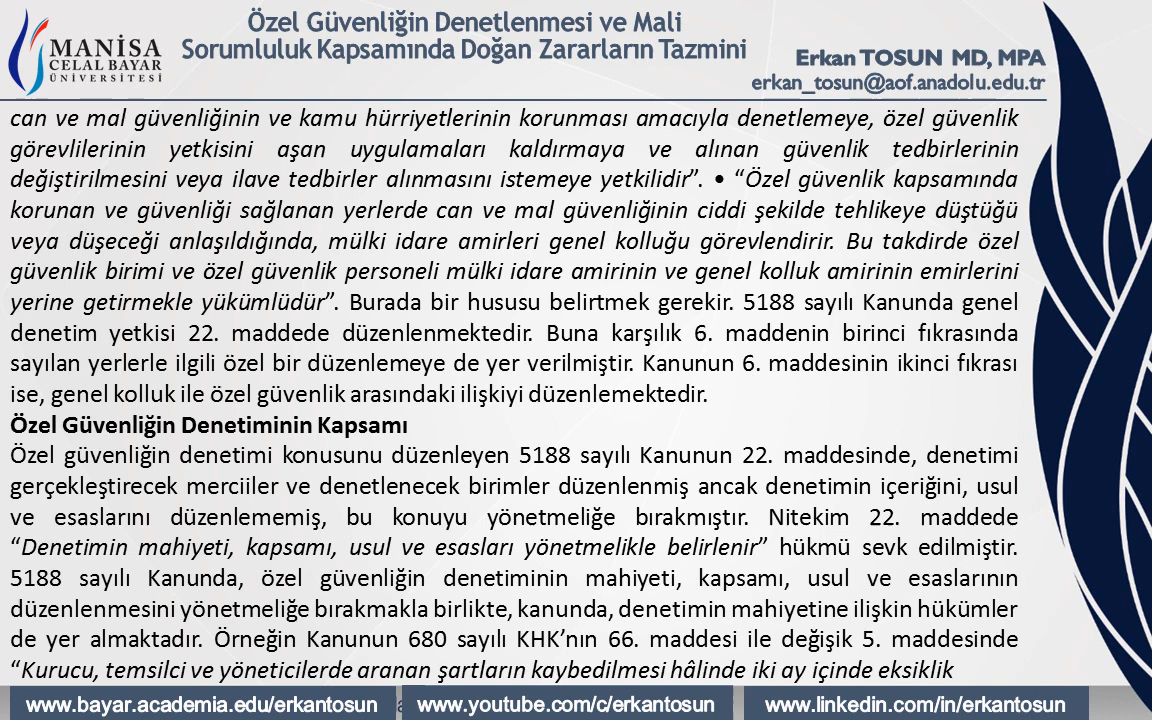 MANİSA
CELAL BAYAR
ÜNİVERSİTESİ
Özel Güvenliğin Denetlenmesi ve Mali
Sorumluluk Kapsamında Doğan Zararların Tazmini
Erkan TOSUN MD, MPA
erkan_tosun@aof.anadolu.edu.tr
can ve mal güvenliğinin ve kamu hürriyetlerinin korunması amacıyla denetlemeye, özel güvenlik
görevlilerinin yetkisini aşan uygulamaları kaldırmaya ve alınan güvenlik tedbirlerinin
değiştirilmesini veya ilave tedbirler alınmasını istemeye yetkilidir”. • “Özel güvenlik kapsamında
korunan ve güvenliği sağlanan yerlerde can ve mal güvenliğinin ciddi şekilde tehlikeye düştüğü
veya düşeceği anlaşıldığında, mülki idare amirleri genel kolluğu görevlendirir. Bu takdirde özel
güvenlik birimi ve özel güvenlik personeli mülki idare amirinin ve genel kolluk amirinin emirlerini
yerine getirmekle yükümlüdür”. Burada bir hususu belirtmek gerekir. 5188 sayılı Kanunda genel
denetim yetkisi 22. maddede düzenlenmektedir. Buna karşılık 6. maddenin birinci fıkrasında
sayılan yerlerle ilgili özel bir düzenlemeye de yer verilmiştir. Kanunun 6. maddesinin ikinci fıkrası
ise, genel kolluk ile özel güvenlik arasındaki ilişkiyi düzenlemektedir.
Özel Güvenliğin Denetiminin Kapsamı
Özel güvenliğin denetimi konusunu düzenleyen 5188 sayılı Kanunun 22. maddesinde, denetimi
gerçekleştirecek merciiler ve denetlenecek birimler düzenlenmiş ancak denetimin içeriğini, usul
ve esaslarını düzenlememiş, bu konuyu yönetmeliğe bırakmıştır. Nitekim 22. maddede
“Denetimin mahiyeti, kapsamı, usul ve esasları yönetmelikle belirlenir” hükmü sevk edilmiştir.
5188 sayılı Kanunda, özel güvenliğin denetiminin mahiyeti, kapsamı, usul ve esaslarının
düzenlenmesini yönetmeliğe bırakmakla birlikte, kanunda, denetimin mahiyetine ilişkin hükümler
de yer almaktadır. Örneğin Kanunun 680 sayılı KHK’nın 66. maddesi ile değişik 5. maddesinde
“Kurucu, temsilci ve yöneticilerde aranan şartların kaybedilmesi hâlinde iki ay içinde eksiklik
www.bayar.academia.edu/erkantosun www.youtube.com/c/erkantosun www.linkedin.com/in/erkantosun